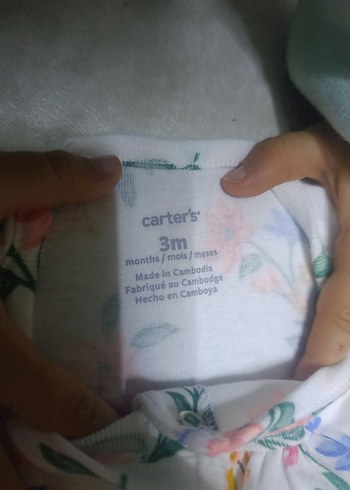 carter's
3m
months / mois / meses
Made in Cambodia
Fabriqué au Cambodge
Hecho en Camboya